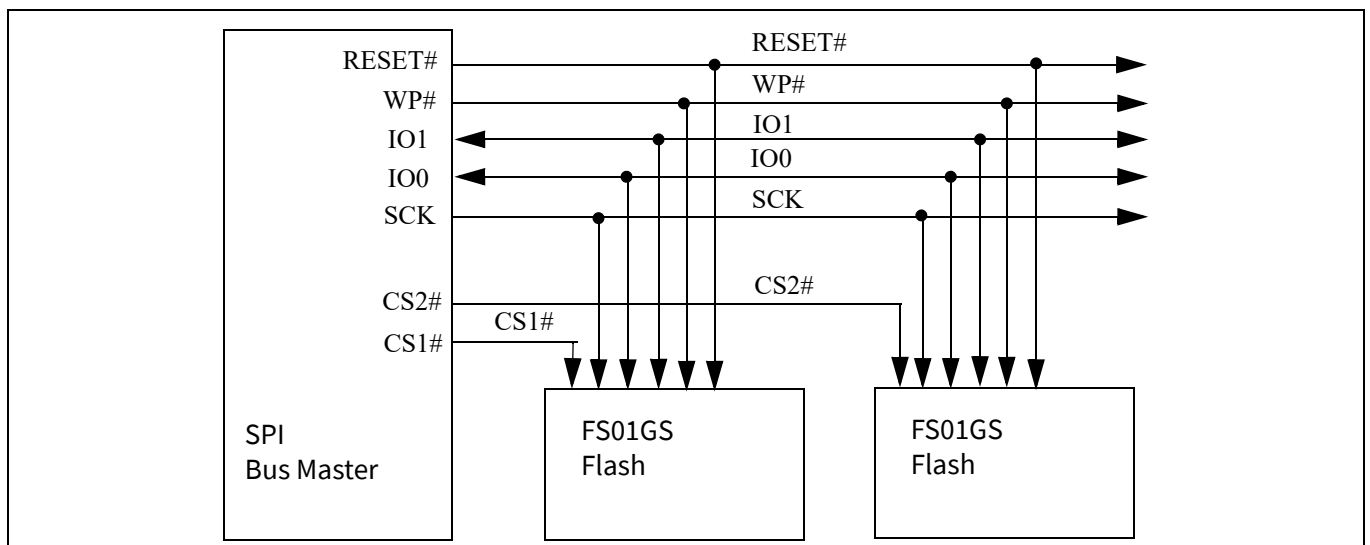 RESET#
RESET#
WP#
WP#
IO1
IO1
IO0
IO0
SCK
SCK
CS2#
CS2#
CS1#
CS1#
SPI
Bus Master
FS01GS
Flash
FS01GS
Flash